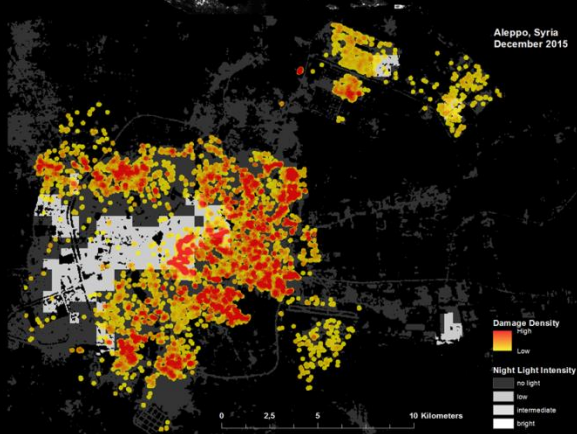 Aleppo, Syria
December 2015
Damage Density
High
Low
Night Light Intensity
no light
low
intermediate
bright
0 2,5 5 10 Kilometers